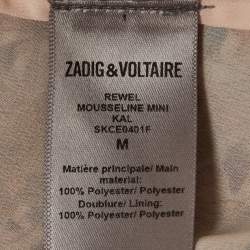 ZADIG & VOLTAIRE
REWEL
MOUSSELINE MINI
KAL
SKCE0401F
M
Matière principale/ Main
material:
100% Polyester/ Polyester
Doublure/ Lining:
100% Polyester/ Polyester